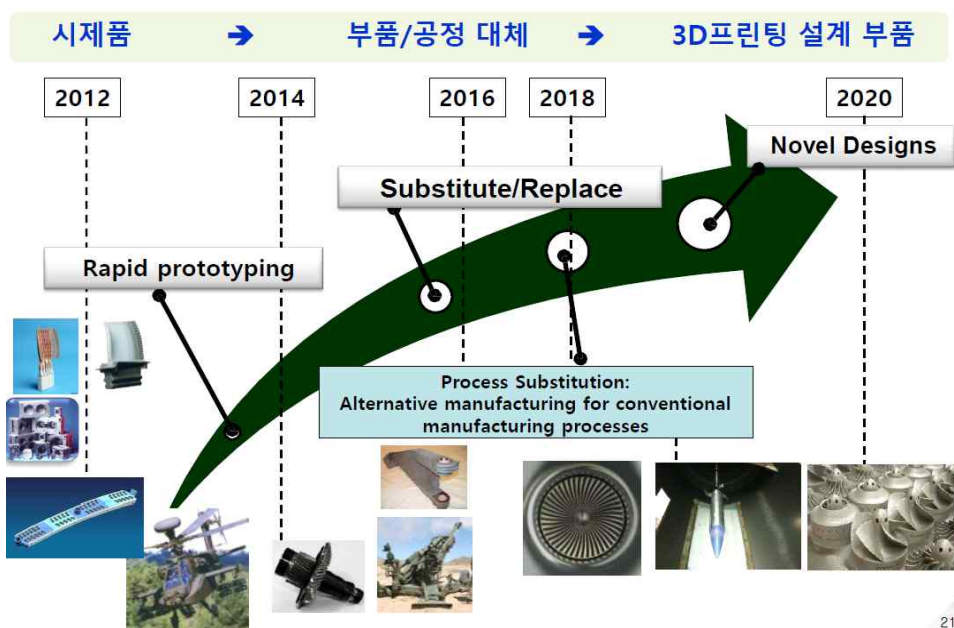 시제품 ➔ 부품/공정 대체 ➔ 3D프린팅 설계 부품
2012
2014
2016
2018
2020
Novel Designs
Substitute/Replace
Rapid prototyping
Process Substitution:
Alternative manufacturing for conventional
manufacturing processes
21